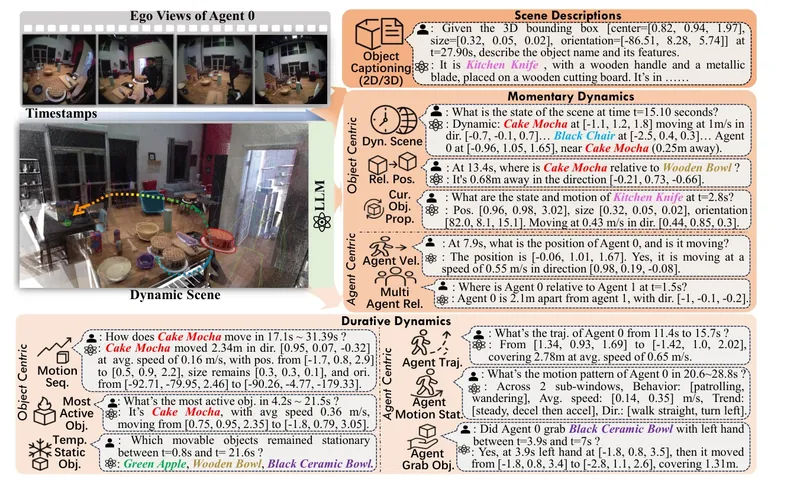 Ego Views of Agent 0
Timestamps
Dynamic Scene
LLM
Scene Descriptions
Object
Captioning
(2D/3D)
: Given the 3D bounding box [center=[0.82, 0.94, 1.97],
size=[0.32, 0.05, 0.02], orientation=[-86.51, 8.28, 5.74]] at
t=27.90s, describe the object name and its features.
: It is Kitchen Knife , with a wooden handle and a metallic
blade, placed on a wooden cutting board. It's in ……
Momentary Dynamics
Object Centric
Dyn. Scene
: What is the state of the scene at time t=15.10 seconds?
: Dynamic: Cake Mocha at [-1.1, 1.2, 1.8] moving at 1m/s in
dir. [-0.7, -0.1, 0.7]… Black Chair at [-2.5, 0.4, 0.3]… Agent
0 at [-0.96, 1.05, 1.65], near Cake Mocha (0.25m away).
Rel. Pos.
: At 13.4s, where is Cake Mocha relative to Wooden Bowl ?
: It's 0.68m away in the direction [-0.21, 0.73, -0.66].
Cur.
Obj.
Prop.
: What are the state and motion of Kitchen Knife at t=2.8s?
: Pos. [0.96, 0.98, 3.02], size [0.32, 0.05, 0.02], orientation
[82.0, 8.1, 15.1]. Moving at 0.43 m/s in dir. [0.44, 0.85, 0.3].
Agent Centric
Agent Vel.
: At 7.9s, what is the position of Agent 0, and is it moving?
: The position is [-0.06, 1.01, 1.67]. Yes, it is moving at a
speed of 0.55 m/s in direction [0.98, 0.19, -0.08].
Multi
Agent Rel.
: Where is Agent 0 relative to Agent 1 at t=1.5s?
: Agent 0 is 2.1m apart from agent 1, with dir. [-1, -0.1, -0.2].
Durative Dynamics
Object Centric
Motion
Seq.
: How does Cake Mocha move in 17.1s ~ 31.39s ?
: Cake Mocha moved 2.34m in dir. [0.95, 0.07, -0.32]
at avg. speed of 0.16 m/s, with pos. from [-1.7, 0.8, 2.9]
to [0.5, 0.9, 2.2], size remains [0.3, 0.3, 0.1], and ori.
from [-92.71, -79.95, 2.46] to [-90.26, -4.77, -179.33].
Most
Active
Obj.
: What's the most active obj. in 4.2s ~ 21.5s ?
: It's Cake Mocha, with avg speed 0.36 m/s,
moving from [0.75, 0.95, 2.35] to [-1.8, 0.79, 3.05].
Temp.
Static
Obj.
: Which movable objects remained stationary
between t=0.8s and t= 21.6s ?
: Green Apple, Wooden Bowl, Black Ceramic Bowl.
Agent Centric
Agent Traj.
: What's the traj. of Agent 0 from 11.4s to 15.7s ?
: From [1.34, 0.93, 1.69] to [-1.42, 1.0, 2.02],
covering 2.78m at avg. speed of 0.65 m/s.
Agent
Motion Stat.
: What's the motion pattern of Agent 0 in 20.6~28.8s ?
: Across 2 sub-windows, Behavior: [patrolling,
wandering], Avg. speed: [0.14, 0.35] m/s, Trend:
[steady, decel then accel], Dir.: [walk straight, turn left]
Agent
Grab Obj.
: Did Agent 0 grab Black Ceramic Bowl with left hand
between t=3.9s and t=7s ?
: Yes, at 3.9s left hand at [-1.8, 0.8, 3.5], then it moved
from [-1.8, 0.8, 3.4] to [-2.8, 1.1, 2.6], covering 1.31m.